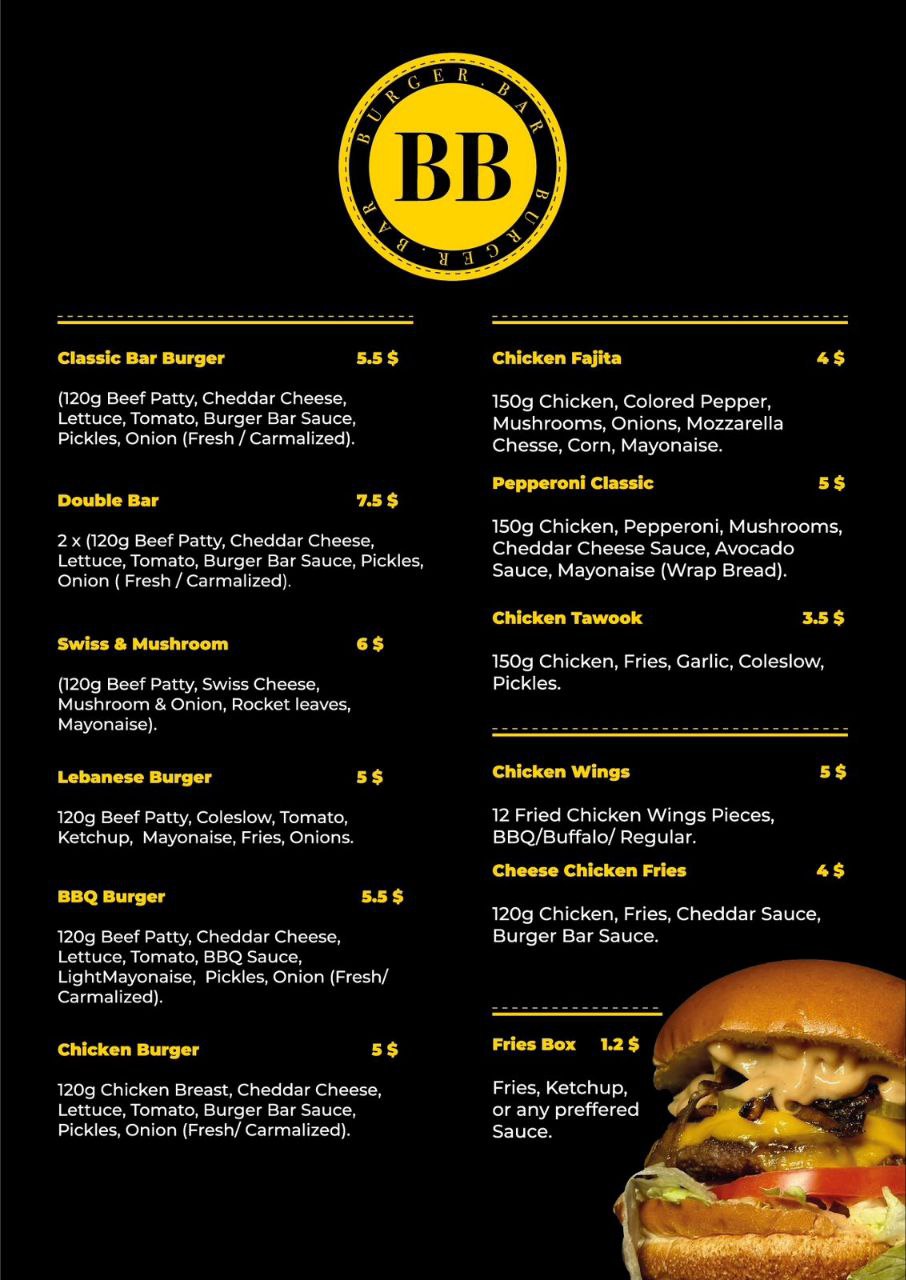 BURGER.BAR
BB
BURGER.BAR
Classic Bar Burger 5.5 $
(120g Beef Patty, Cheddar Cheese,
Lettuce, Tomato, Burger Bar Sauce,
Pickles, Onion (Fresh / Carmalized).
Double Bar 7.5 $
2 x (120g Beef Patty, Cheddar Cheese,
Lettuce, Tomato, Burger Bar Sauce, Pickles,
Onion ( Fresh / Carmalized).
Swiss & Mushroom 6 $
(120g Beef Patty, Swiss Cheese,
Mushroom & Onion, Rocket leaves,
Mayonaise).
Lebanese Burger 5 $
120g Beef Patty, Coleslow, Tomato,
Ketchup,  Mayonaise, Fries, Onions.
BBQ Burger 5.5 $
120g Beef Patty, Cheddar Cheese,
Lettuce, Tomato, BBQ Sauce,
LightMayonaise,  Pickles, Onion (Fresh/
Carmalized).
Chicken Burger 5 $
120g Chicken Breast, Cheddar Cheese,
Lettuce, Tomato, Burger Bar Sauce,
Pickles, Onion (Fresh/ Carmalized).
Chicken Fajita 4 $
150g Chicken, Colored Pepper,
Mushrooms, Onions, Mozzarella
Chesse, Corn, Mayonaise.
Pepperoni Classic 5 $
150g Chicken, Pepperoni, Mushrooms,
Cheddar Cheese Sauce, Avocado
Sauce, Mayonaise (Wrap Bread).
Chicken Tawook 3.5 $
150g Chicken, Fries, Garlic, Coleslow,
Pickles.
Chicken Wings 5 $
12 Fried Chicken Wings Pieces,
BBQ/Buffalo/ Regular.
Cheese Chicken Fries 4 $
120g Chicken, Fries, Cheddar Sauce,
Burger Bar Sauce.
Fries Box 1.2 $
Fries, Ketchup,
or any preffered
Sauce.